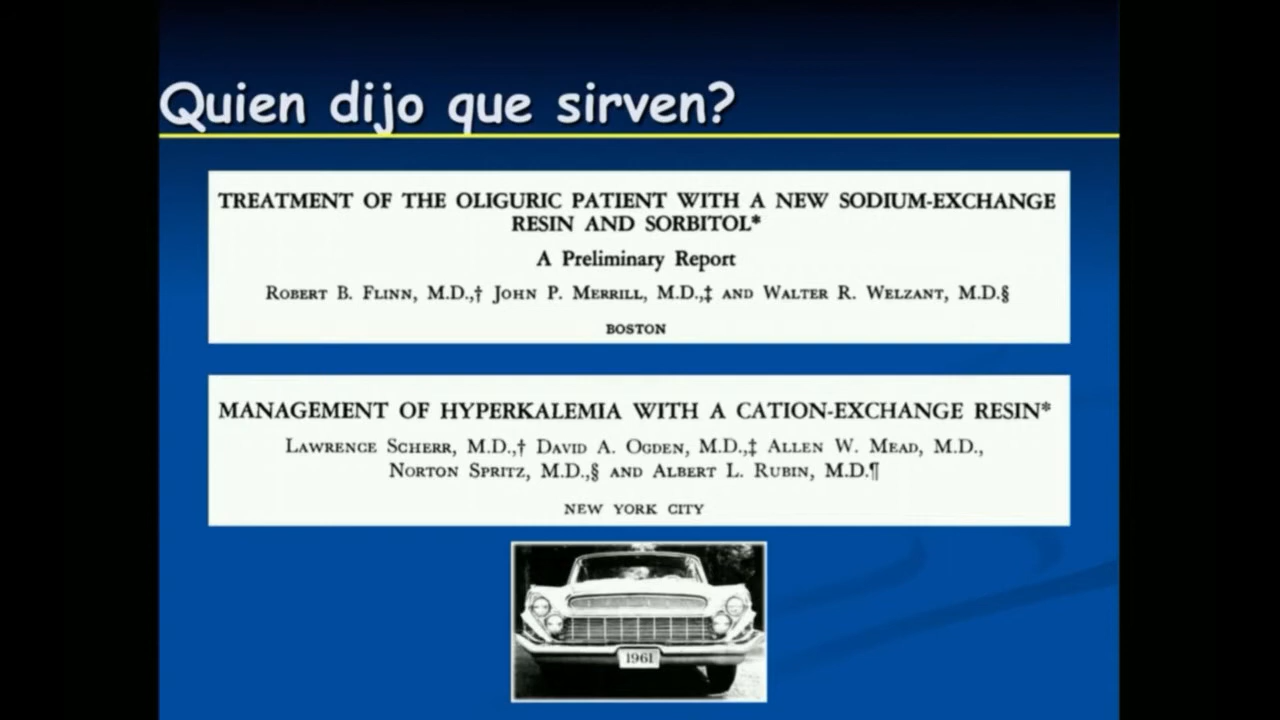 Quien dijo que sirven?
TREATMENT OF THE OLIGURIC PATIENT WITH A NEW SODIUM-EXCHANGE
RESIN AND SORBITOL*
A Preliminary Report
ROBERT B. FLINN, M.D.,† JOHN P. MERRILL, M.D.,‡ AND WALTER R. WELZANT, M.D.§
BOSTON
MANAGEMENT OF HYPERKALEMIA WITH A CATION-EXCHANGE RESIN*
LAWRENCE SCHERR, M.D.,† DAVID A. OGDEN, M.D.,‡ ALLEN W. MEAD, M.D.,
NORTON SPRITZ, M.D.,§ AND ALBERT L. RUBIN, M.D.¶
NEW YORK CITY
1961